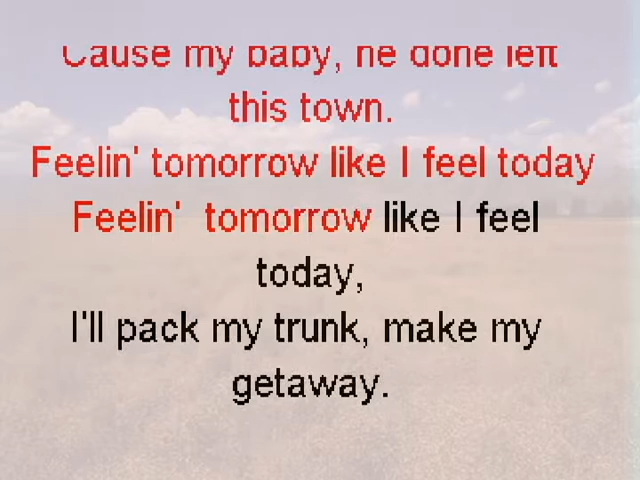 Cause my baby, he done left
this town.
Feelin' tomorrow like I feel today
Feelin' tomorrow like I feel
today,
I'll pack my trunk, make my
getaway.